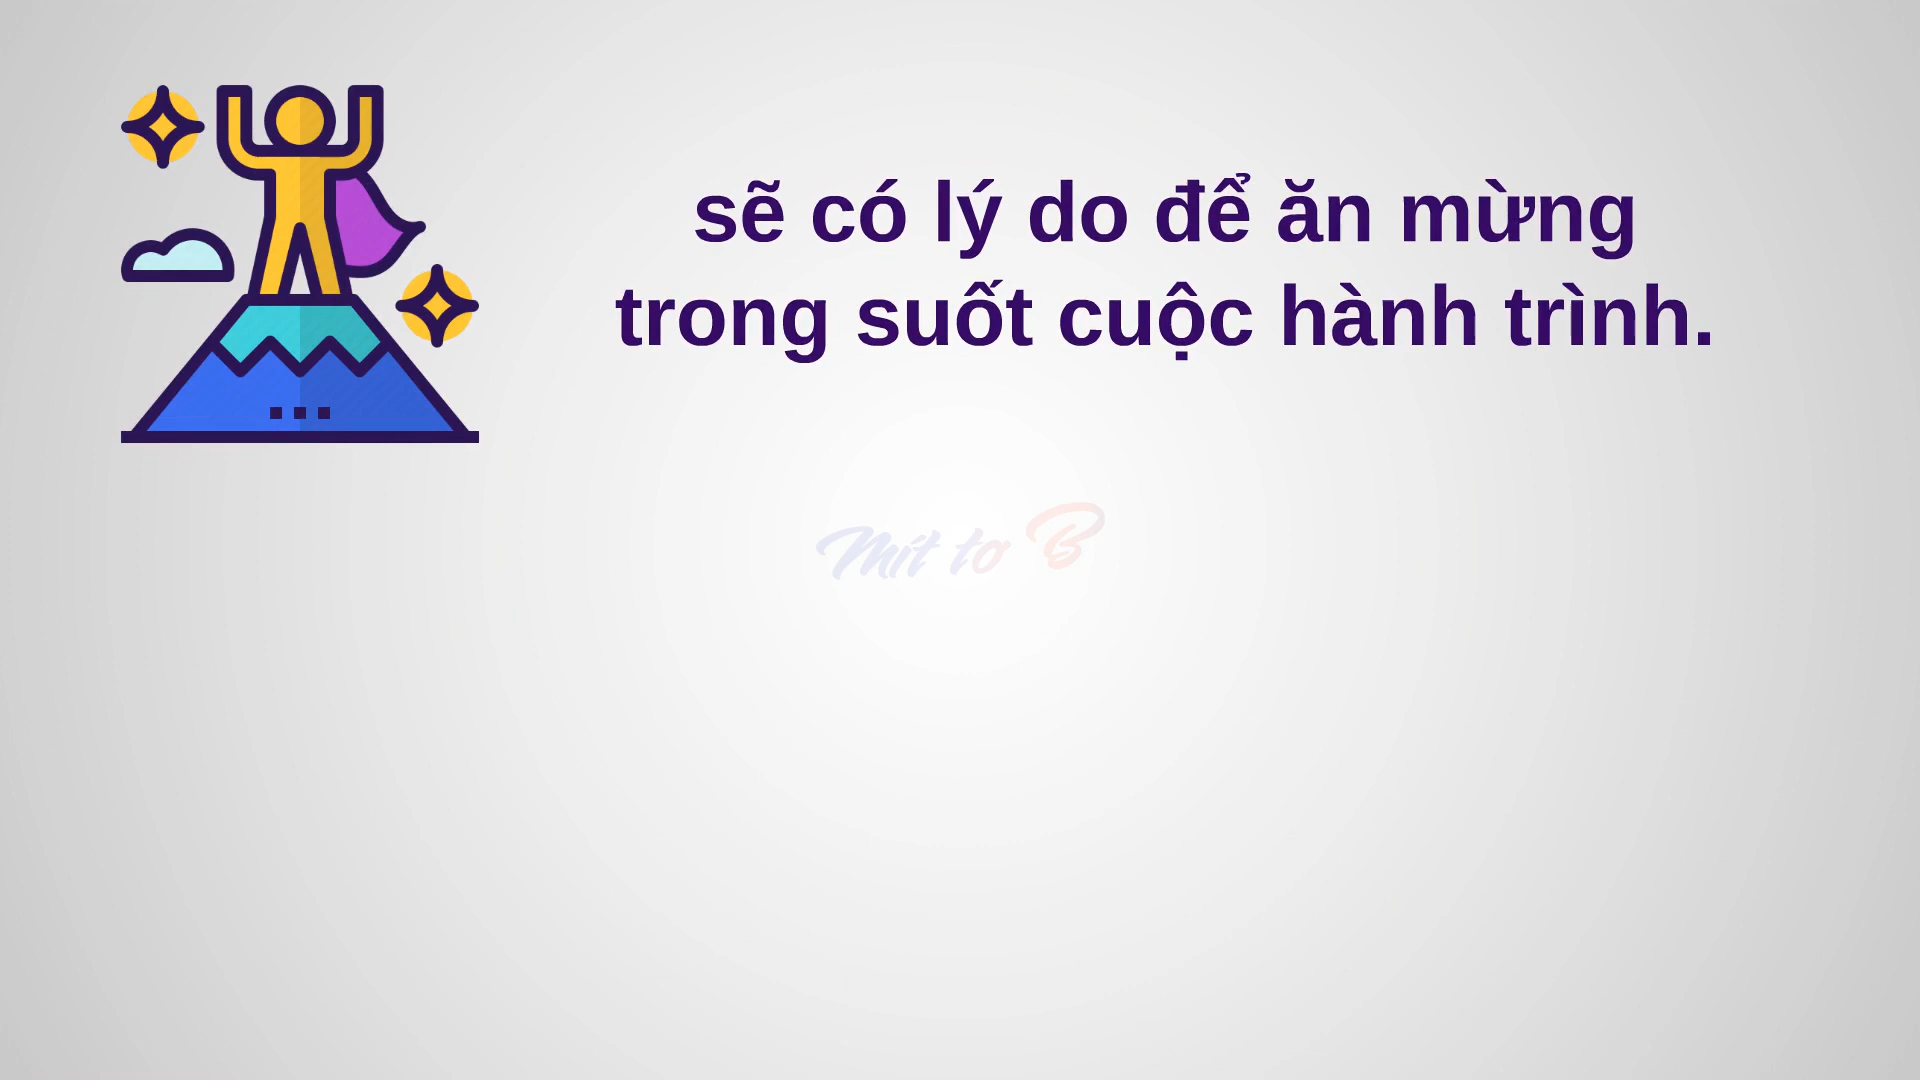 sẽ có lý do để ăn mừng
trong suốt cuộc hành trình.
Mít tơ B